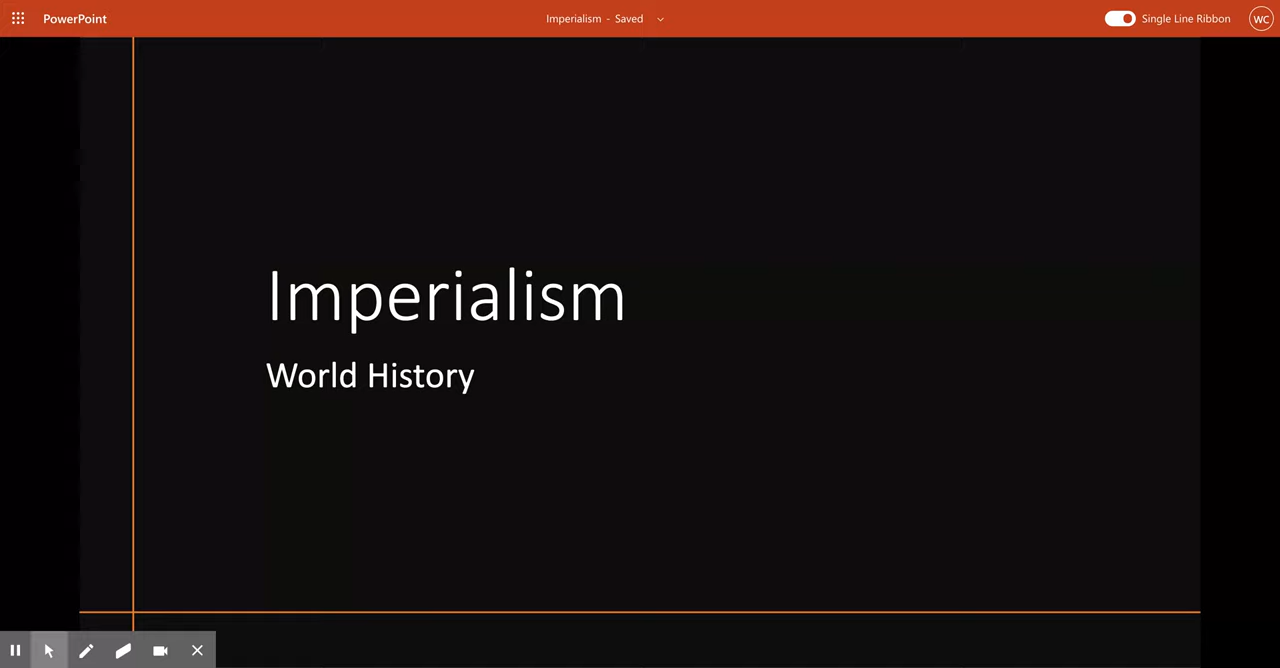 PowerPoint
Imperialism - Saved
Single Line Ribbon
WC
Imperialism
World History